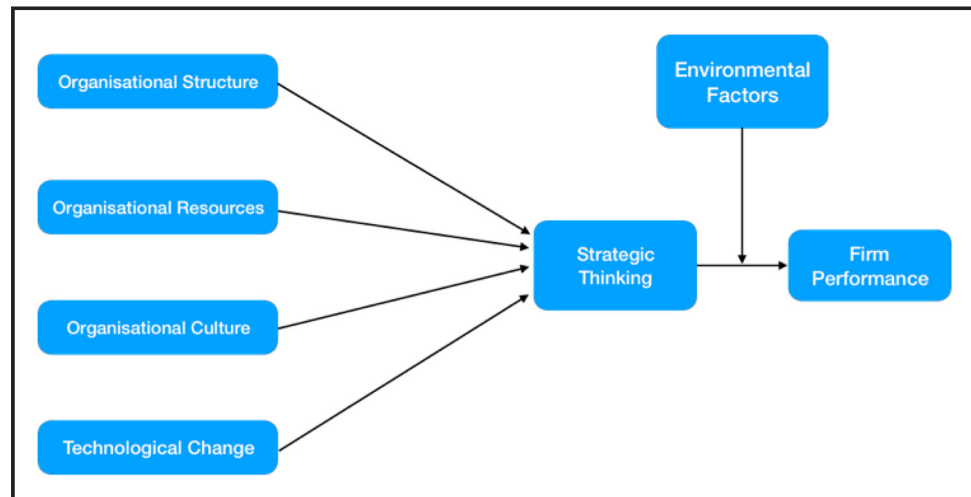 Organisational Structure
Environmental
Factors
Organisational Resources
Strategic
Thinking
Firm
Performance
Organisational Culture
Technological Change